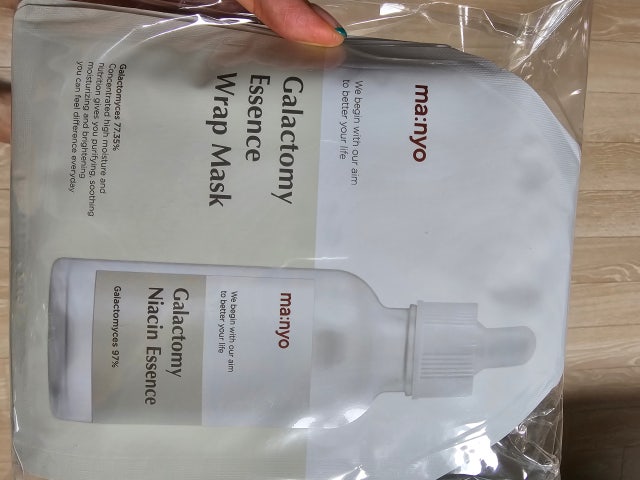 ma:nyo
We begin with our aim
to better your life
Galactomy
Essence
Wrap Mask
Galactomyces 77.35%
Concentrated high moisture and
nutrition gives you purifying, soothing
moisturizing and brightening
you can feel difference everyday
ma:nyo
We begin with our aim
to better your life
Galactomy
Niacin Essence
Galactomyces 97%